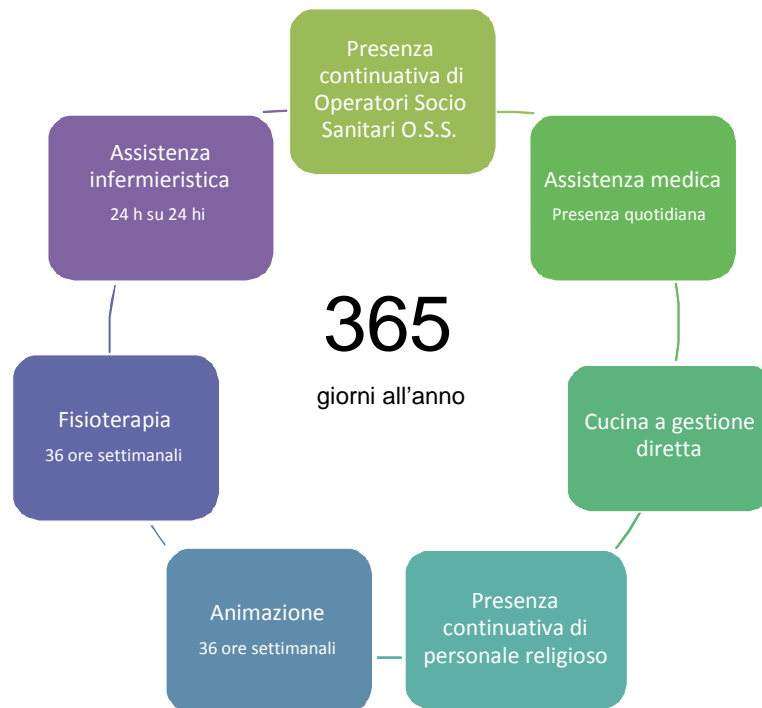 Presenza
continuativa di
Operatori Socio
Sanitari O.S.S.
Assistenza medica
Presenza quotidiana
Cucina a gestione
diretta
Presenza
continuativa di
personale religioso
Animazione
36 ore settimanali
Fisioterapia
36 ore settimanali
Assistenza
infermieristica
24 h su 24 hi
365
giorni all'anno